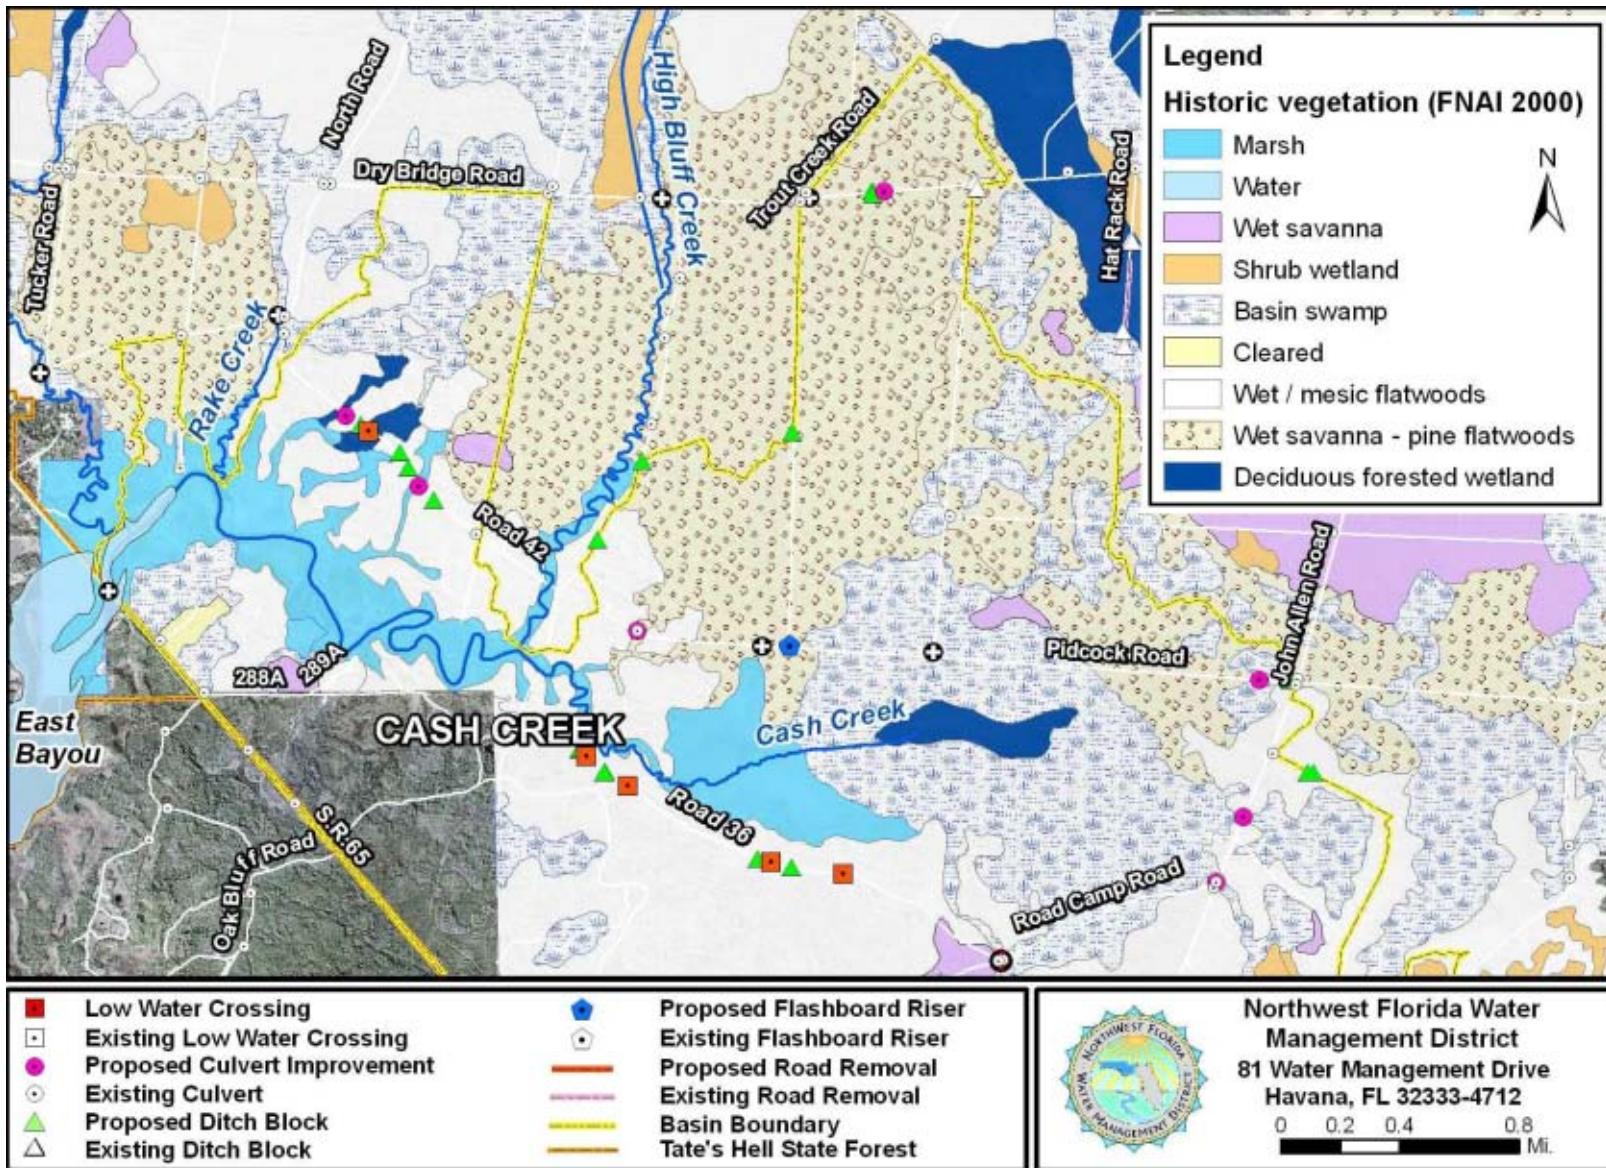 North Road
High Bluff Creek
Dry Bridge Road
Trout Creek Road
Tucker Road
Hat Rack Road
Rake Creek
Road 42
John Allen Road
Pidcock Road
288A
289A
East
Bayou
CASH CREEK
Cash Creek
Road 36
S.R.65
Oak Bluff Road
Road Camp Road
Legend
Historic vegetation (FNAI 2000)
Marsh
Water
Wet savanna
Shrub wetland
Basin swamp
Cleared
Wet / mesic flatwoods
Wet savanna - pine flatwoods
Deciduous forested wetland
N
Low Water Crossing
Existing Low Water Crossing
Proposed Culvert Improvement
Existing Culvert
Proposed Ditch Block
Existing Ditch Block
Proposed Flashboard Riser
Existing Flashboard Riser
Proposed Road Removal
Existing Road Removal
Basin Boundary
Tate's Hell State Forest
NORTHWEST FLORIDA
WATER MANAGEMENT DISTRICT
Northwest Florida Water
Management District
81 Water Management Drive
Havana, FL 32333-4712
0 0.2 0.4 0.8
Mi.